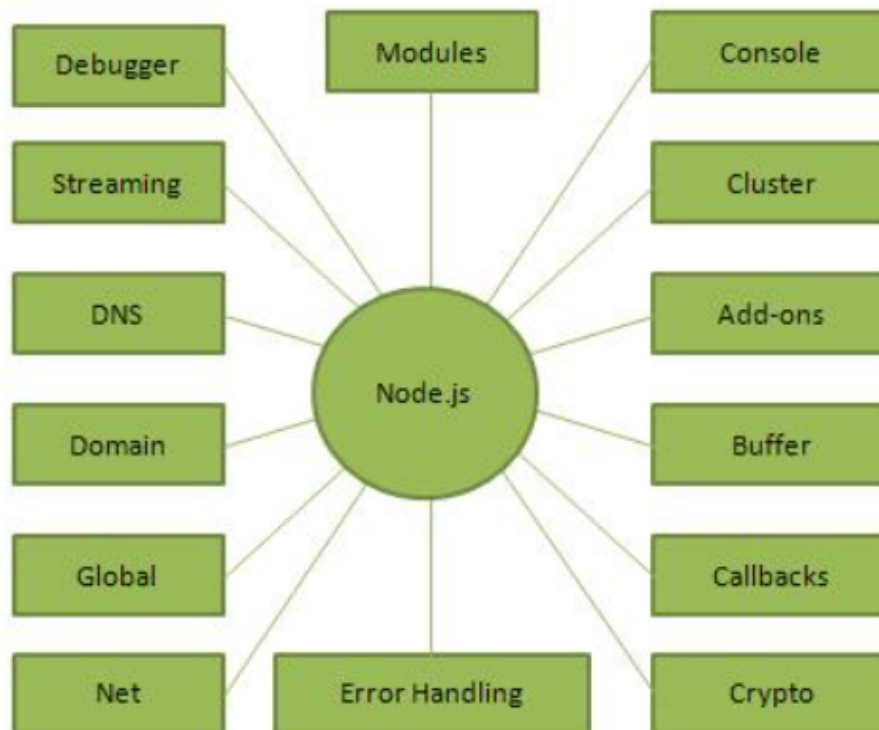 Debugger
Modules
Console
Streaming
Cluster
DNS
Add-ons
Node.js
Domain
Buffer
Global
Callbacks
Net
Error Handling
Crypto